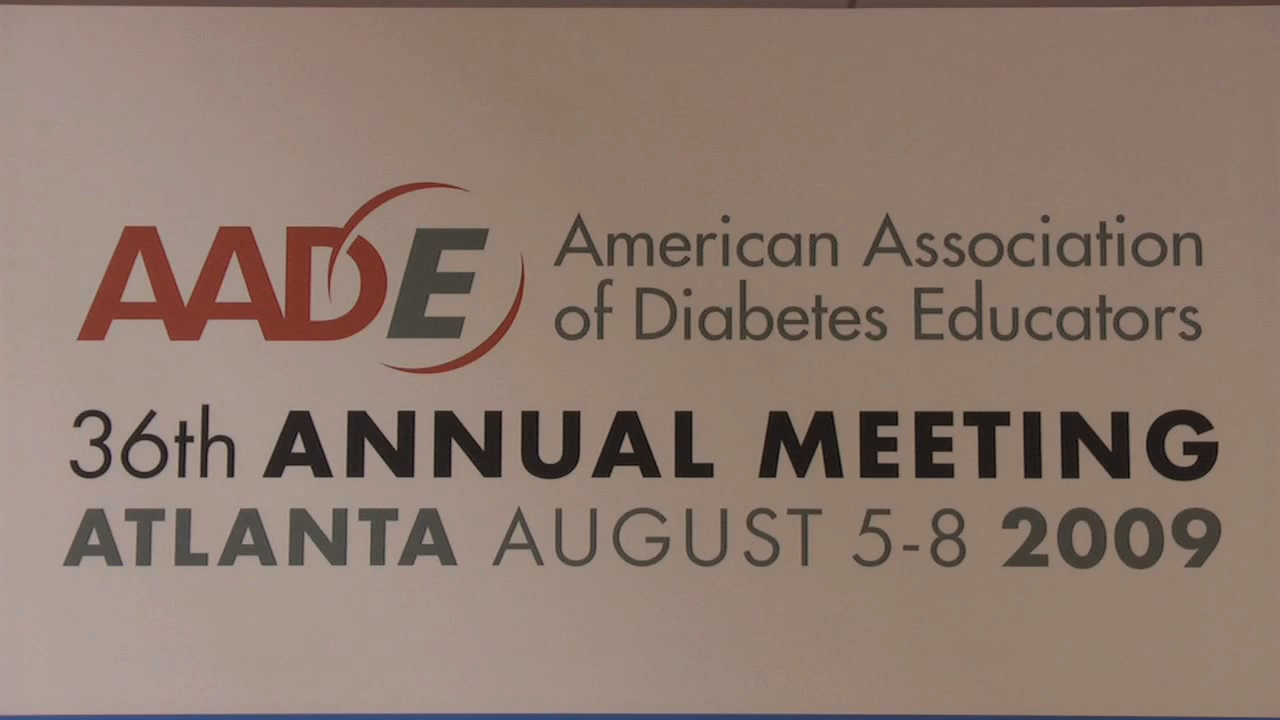 AADE
American Association
of Diabetes Educators
36th ANNUAL MEETING
ATLANTA AUGUST 5-8 2009